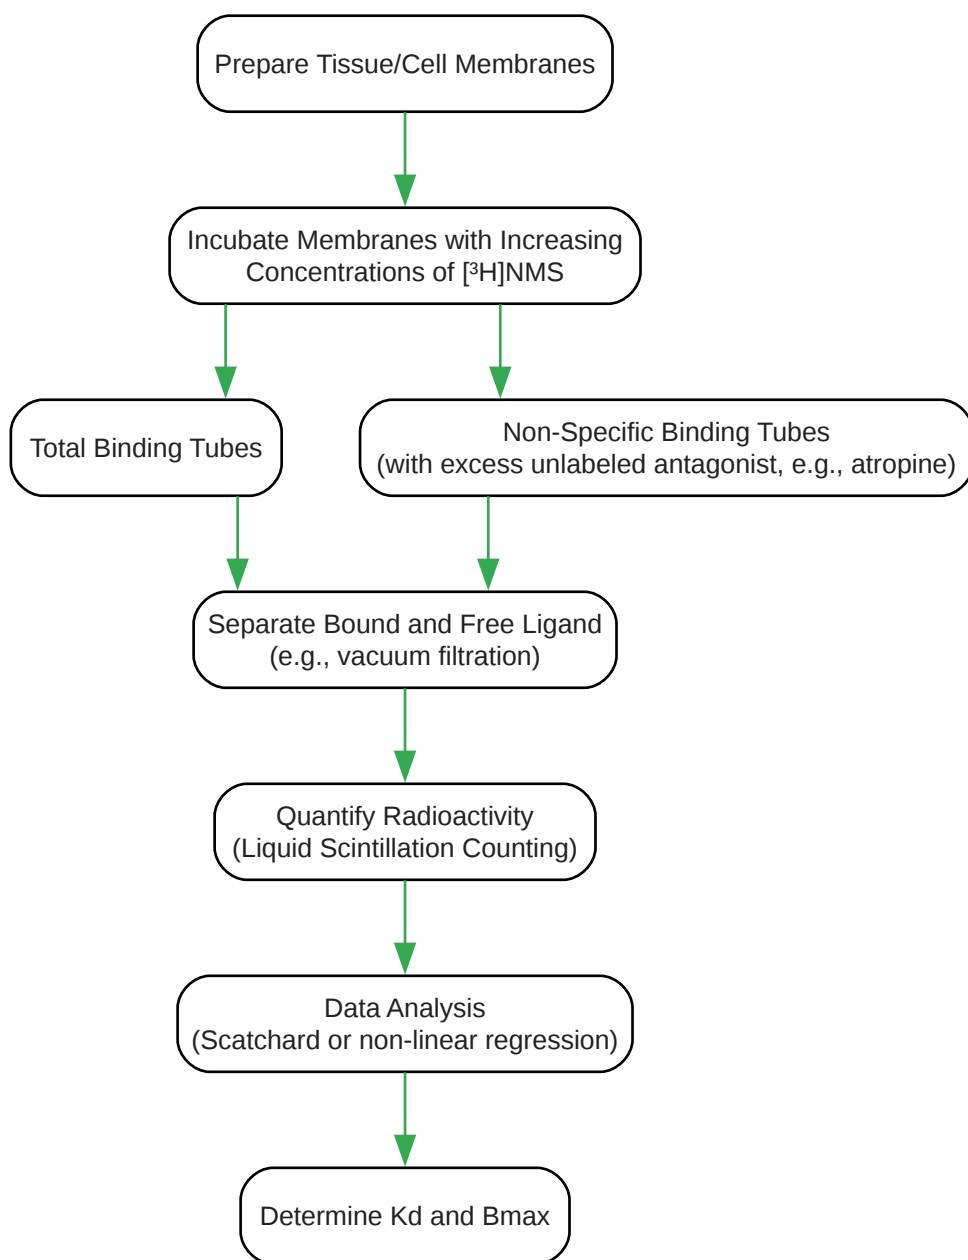 Prepare Tissue/Cell Membranes
Incubate Membranes with Increasing
Concentrations of [³H]NMS
Total Binding Tubes
Non-Specific Binding Tubes
(with excess unlabeled antagonist, e.g., atropine)
Separate Bound and Free Ligand
(e.g., vacuum filtration)
Quantify Radioactivity
(Liquid Scintillation Counting)
Data Analysis
(Scatchard or non-linear regression)
Determine Kd and Bmax